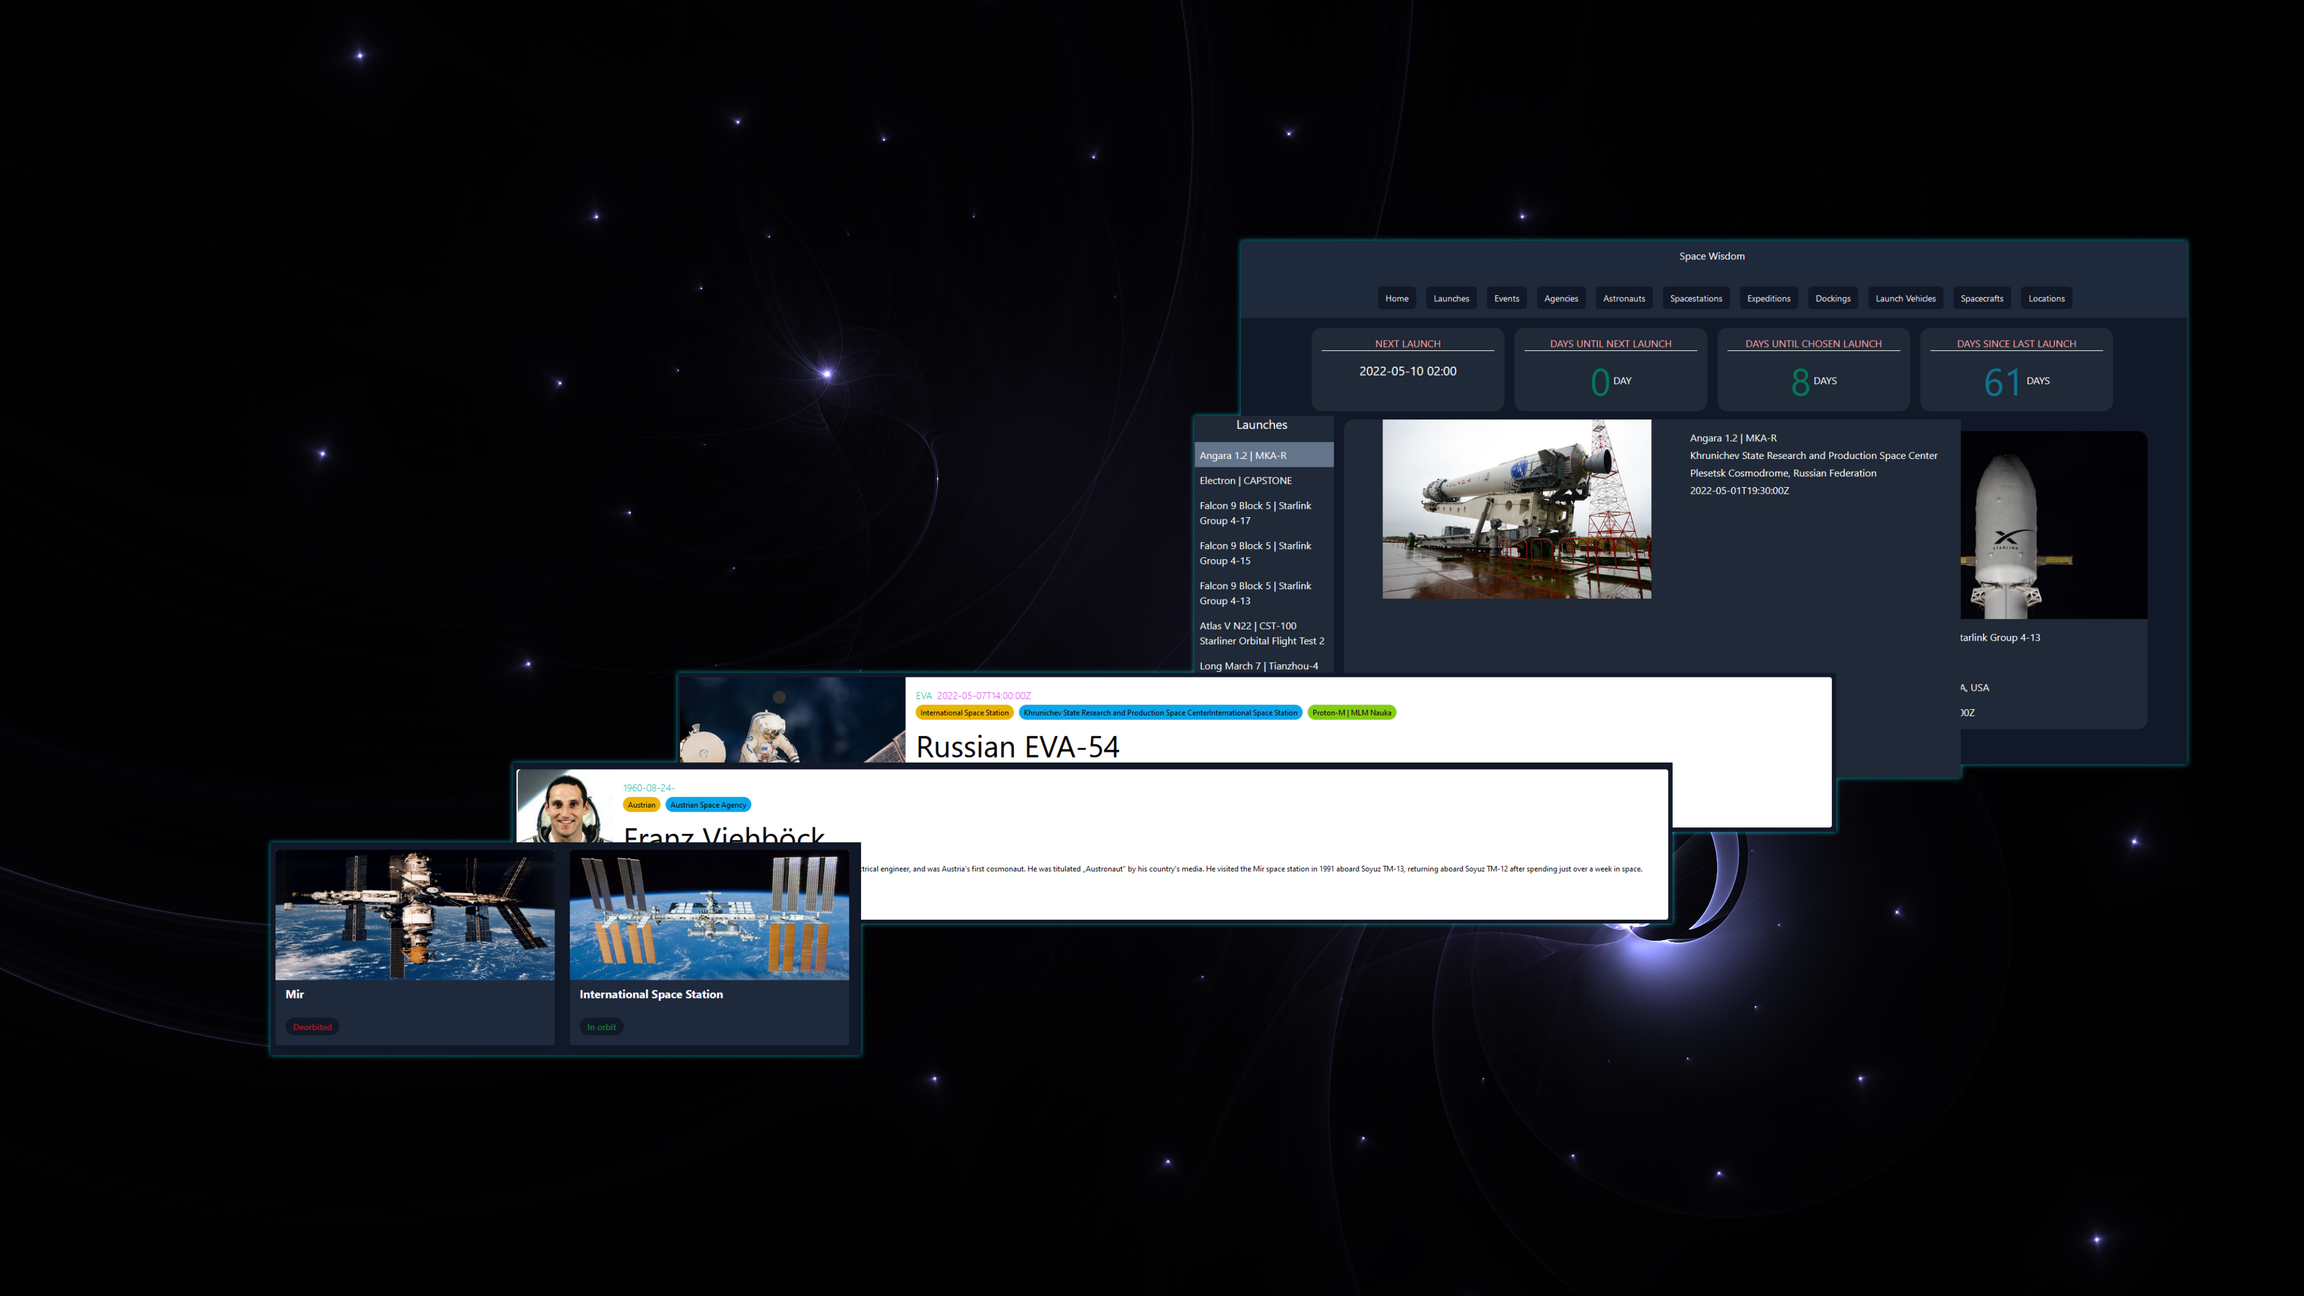 Space Wisdom
Home Launches Events Agencies Astronauts Spacestations Expeditions Dockings Launch Vehicles Spacecrafts Locations
NEXT LAUNCH
2022-05-10 02:00
DAYS UNTIL NEXT LAUNCH
0 DAY
DAYS UNTIL CHOSEN LAUNCH
8 DAYS
DAYS SINCE LAST LAUNCH
61 DAYS
Launches
Angara 1.2 | MKA-R
Electron | CAPSTONE
Falcon 9 Block 5 | Starlink
Group 4-17
Falcon 9 Block 5 | Starlink
Group 4-15
Falcon 9 Block 5 | Starlink
Group 4-13
Atlas V N22 | CST-100
Starliner Orbital Flight Test 2
Long March 7 | Tianzhou-4
Angara 1.2 | MKA-R
Khrunichev State Research and Production Space Center
Plesetsk Cosmodrome, Russian Federation
2022-05-01T19:30:00Z
STARLINK
tarlink Group 4-13
A, USA
00Z
EVA 2022-05-07T14:00:00Z
International Space Station Khrunichev State Research and Production Space CenterInternational Space Station Proton-M | MLM Nauka
Russian EVA-54
1960-08-24-
Austrian Austrian Space Agency
Franz Viehböck
ctrical engineer, and was Austria's first cosmonaut. He was titulated „Austronaut“ by his country's media. He visited the Mir space station in 1991 aboard Soyuz TM-13, returning aboard Soyuz TM-12 after spending just over a week in space.
Mir
Deorbited
International Space Station
In orbit